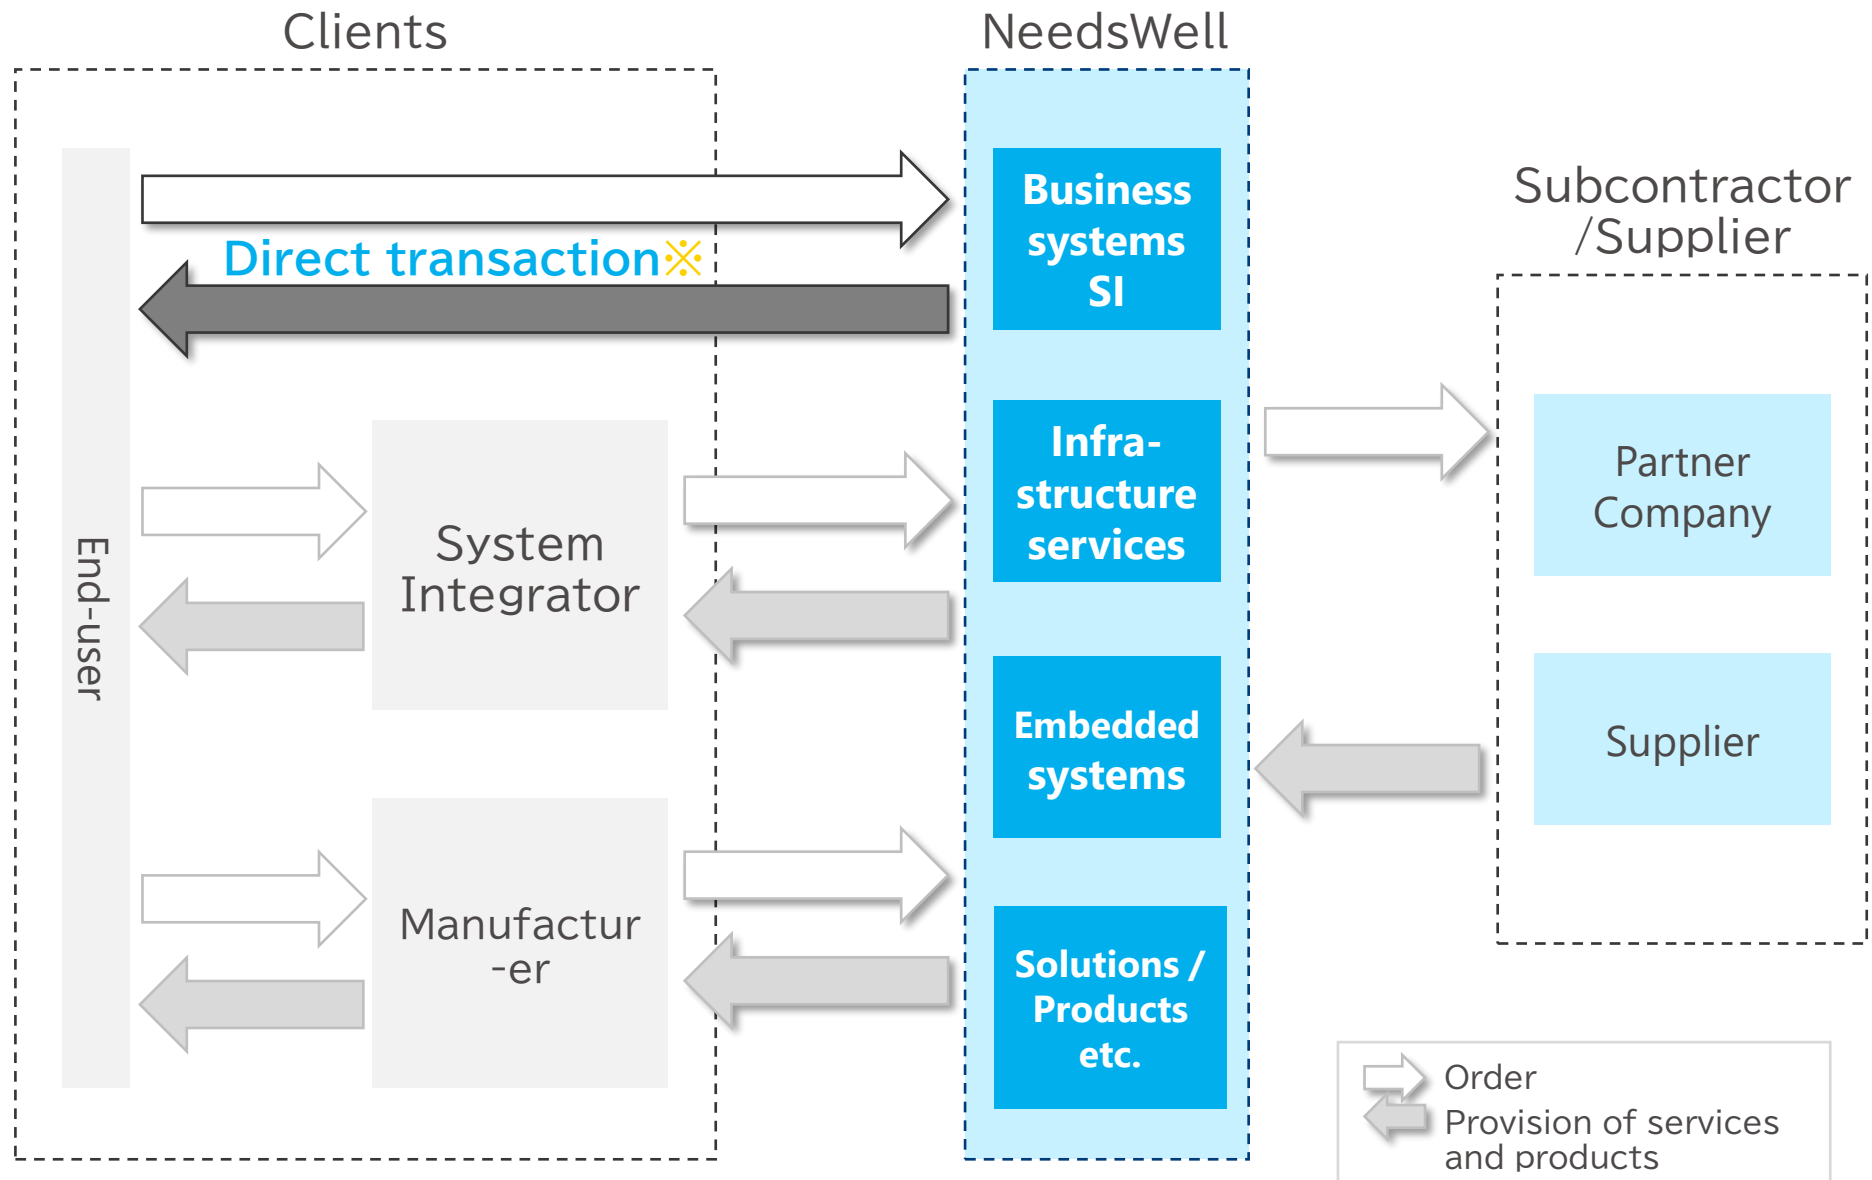 Clients
NeedsWell
Subcontractor
/Supplier
Direct transaction※
End-user
System
Integrator
Manufactur
-er
Business
systems
SI
Infra-
structure
services
Embedded
systems
Solutions /
Products
etc.
Partner
Company
Supplier
Order
Provision of services
and products